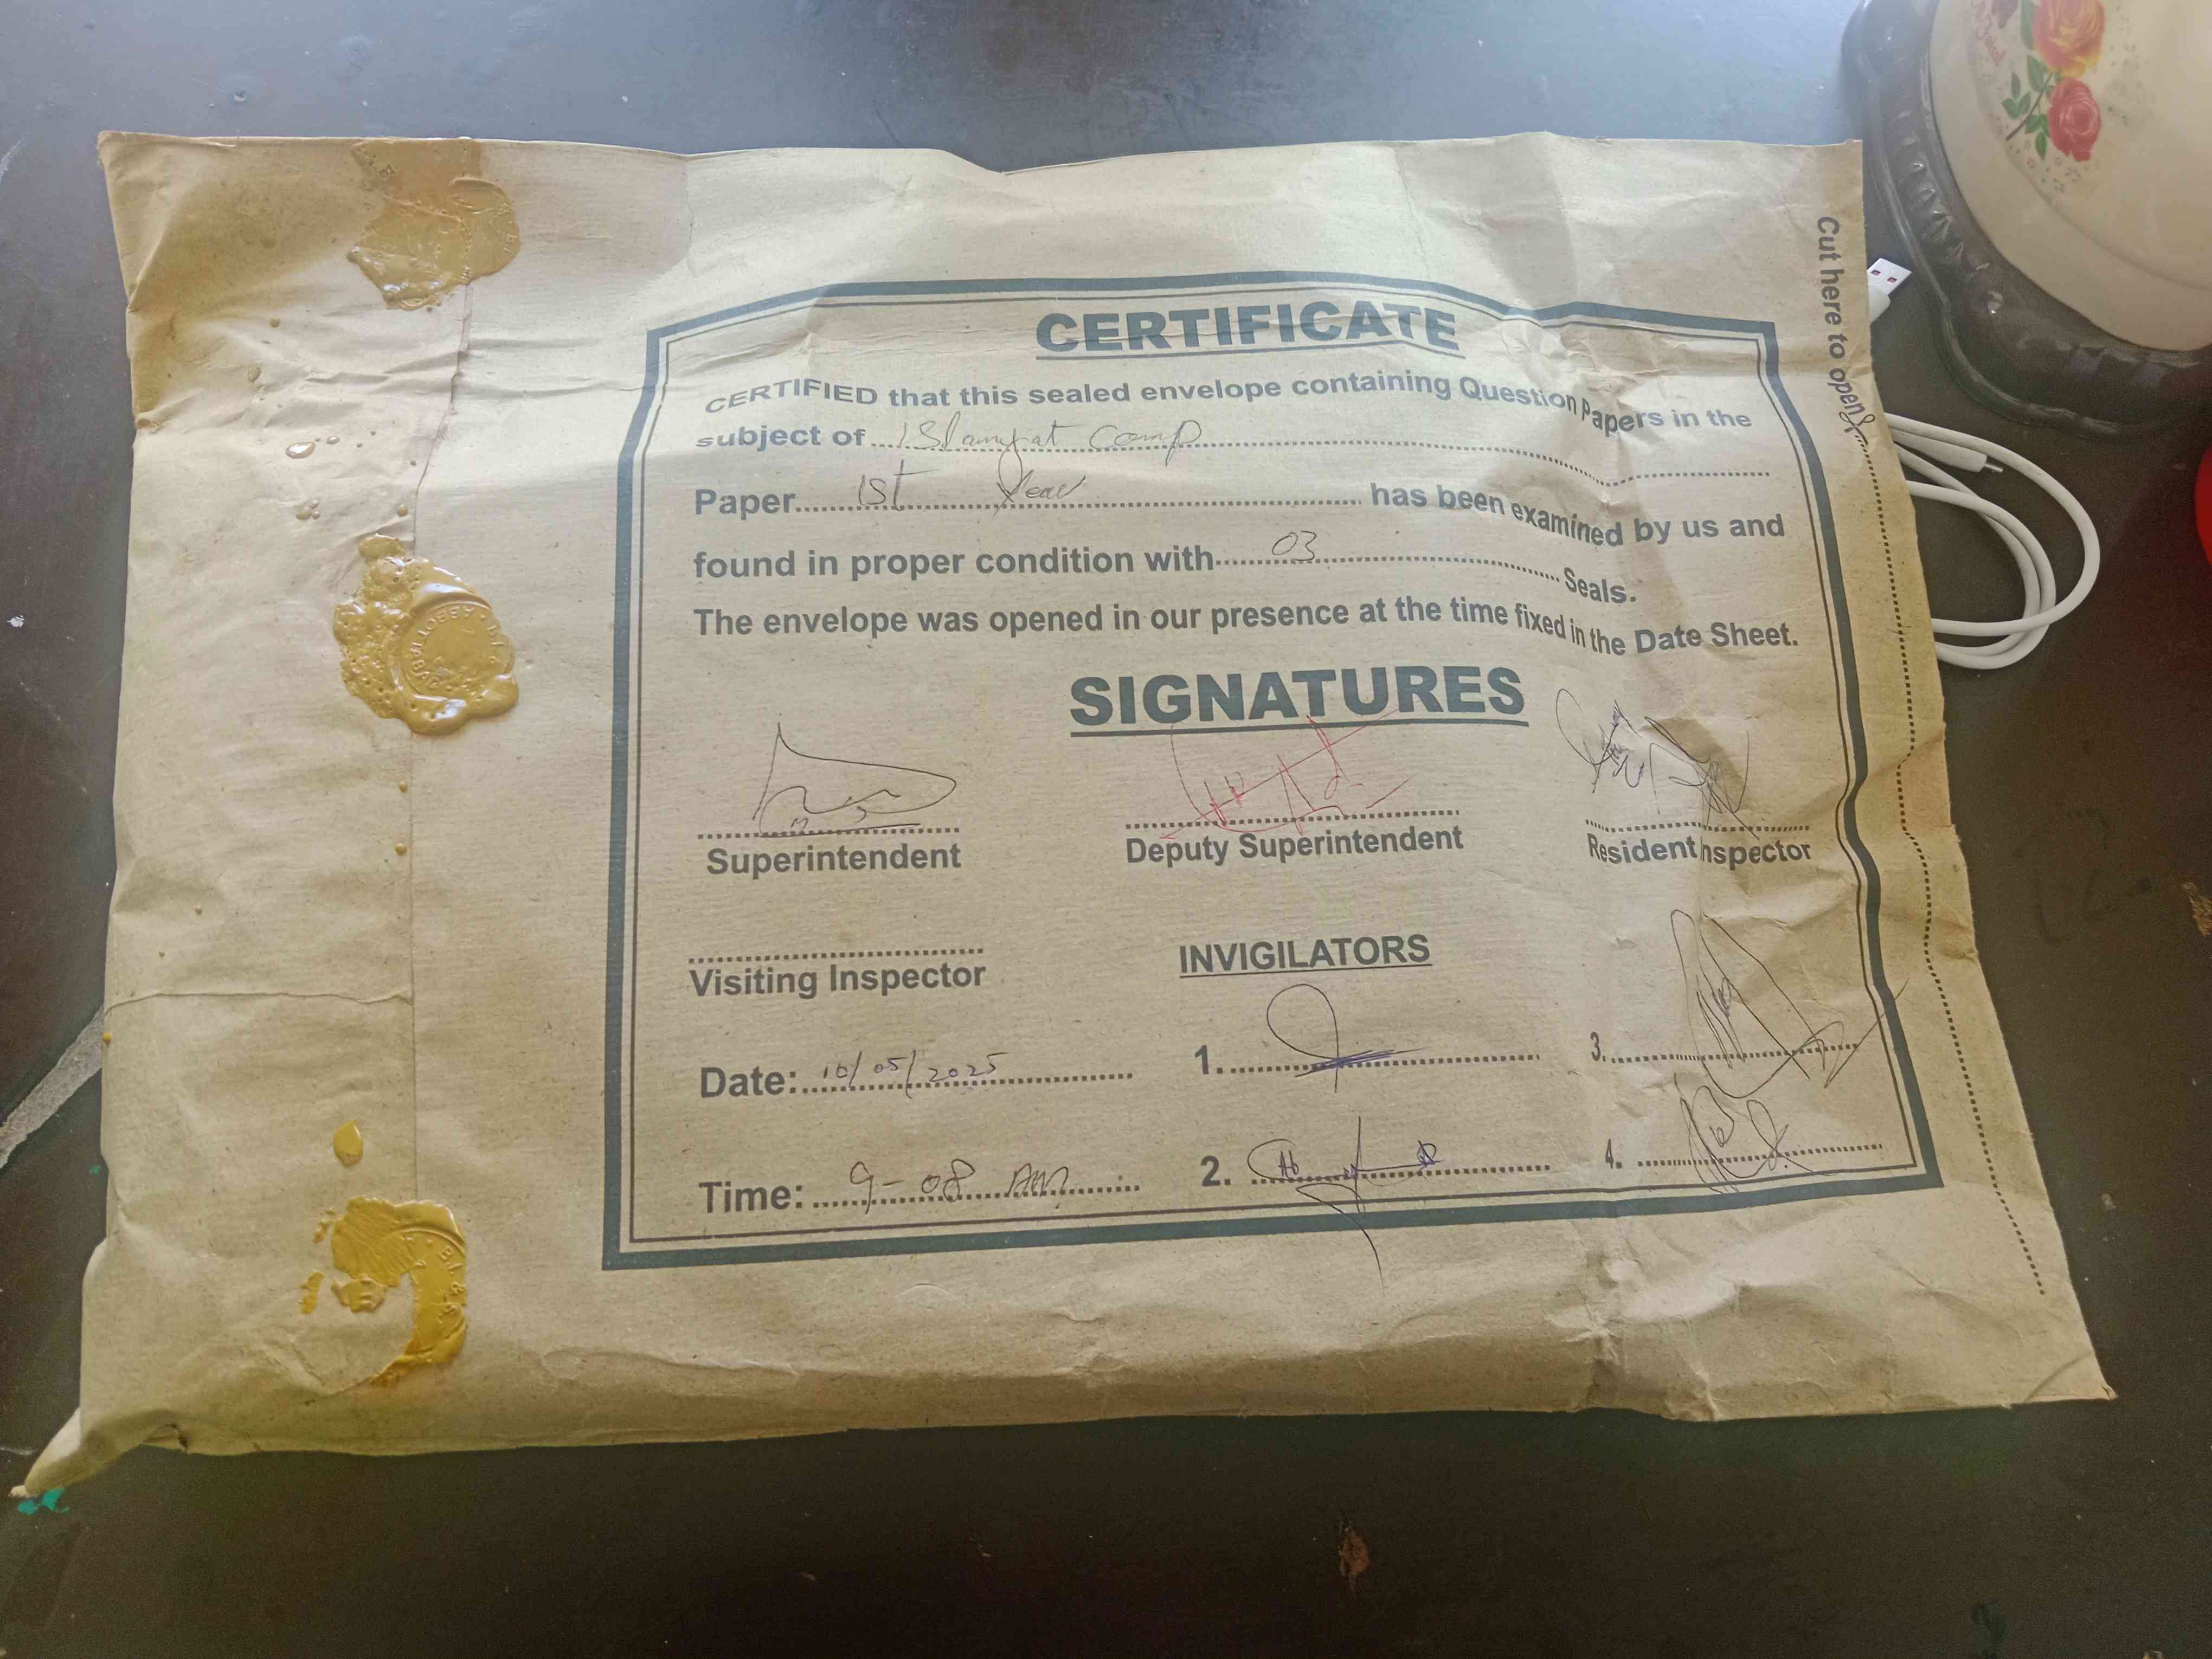 Cut here to open
CERTIFICATE
CERTIFIED that this sealed envelope containing Question Papers in the
subject of Islamyat Comp
Paper 1st Year has been examined by us and
found in proper condition with 03 Seals.
The envelope was opened in our presence at the time fixed in the Date Sheet.
SIGNATURES
Superintendent Deputy Superintendent Resident Inspector
Visiting Inspector INVIGILATORS
Date: 10/05/2025 1. 3.
Time: 9-08 AM 2. 4.